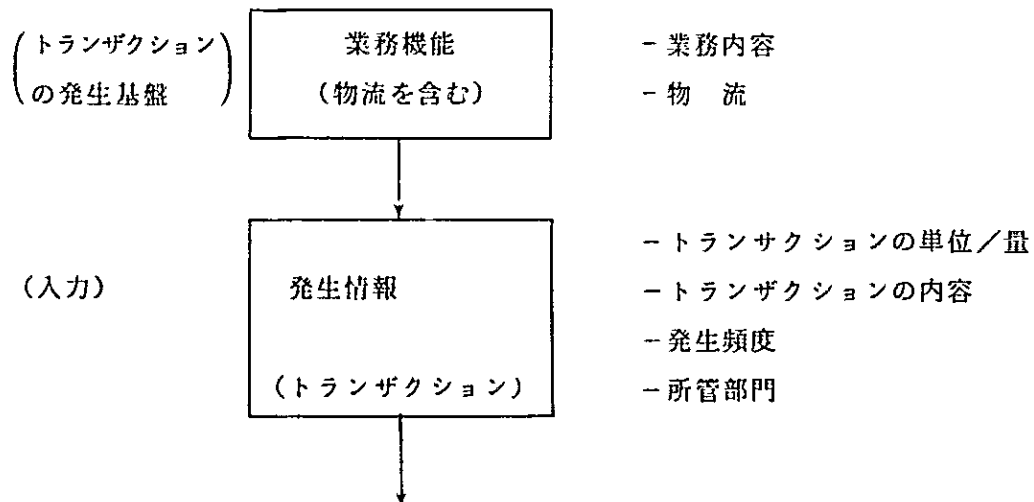 (トランザクション
の発生基盤)
業務機能
(物流を含む)
- 業務内容
- 物 流
(入力)
発生情報
(トランザクション)
- トランサクションの単位/量
- トランザクションの内容
- 発生頻度
- 所管部門